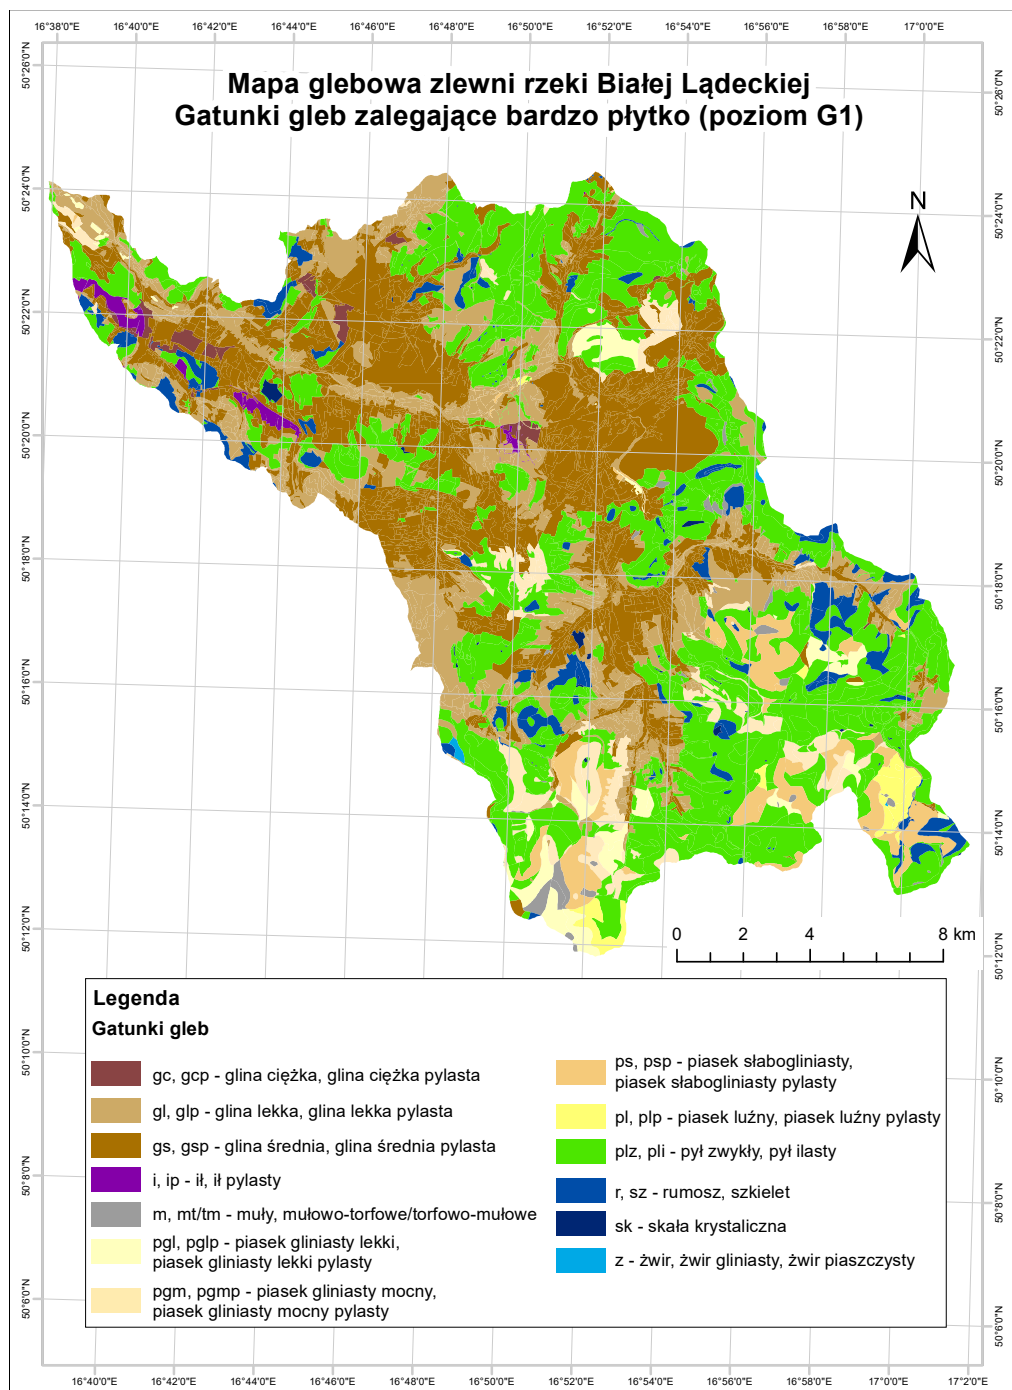 16°38'0"E 16°40'0"E 16°42'0"E 16°44'0"E 16°46'0"E 16°48'0"E 16°50'0"E 16°52'0"E 16°54'0"E 16°56'0"E 16°58'0"E 17°0'0"E
Mapa glebowa zlewni rzeki Białej Lądeckiej
Gatunki gleb zalegające bardzo płytko (poziom G1)
50°26'0"N
50°24'0"N
50°22'0"N
50°20'0"N
50°18'0"N
50°16'0"N
50°14'0"N
50°12'0"N
50°10'0"N
50°8'0"N
50°6'0"N
50°26'0"N
50°24'0"N
50°22'0"N
50°20'0"N
50°18'0"N
50°16'0"N
50°14'0"N
50°12'0"N
50°10'0"N
50°8'0"N
50°6'0"N
N
0 2 4 8 km
Legenda
Gatunki gleb
gc, gcp - glina ciężka, glina ciężka pylasta
gl, glp - glina lekka, glina lekka pylasta
gs, gsp - glina średnia, glina średnia pylasta
i, ip - ił, ił pylasty
m, mt/tm - muły, mułowo-torfowe/torfowo-mułowe
pgl, pglp - piasek gliniasty lekki,
piasek gliniasty lekki pylasty
pgm, pgmp - piasek gliniasty mocny,
piasek gliniasty mocny pylasty
ps, psp - piasek słabogliniasty,
piasek słabogliniasty pylasty
pl, plp - piasek luźny, piasek luźny pylasty
plz, pli - pył zwykły, pył ilasty
r, sz - rumosz, szkielet
sk - skała krystaliczna
z - żwir, żwir gliniasty, żwir piaszczysty
16°40'0"E 16°42'0"E 16°44'0"E 16°46'0"E 16°48'0"E 16°50'0"E 16°52'0"E 16°54'0"E 16°56'0"E 16°58'0"E 17°0'0"E 17°2'0"E